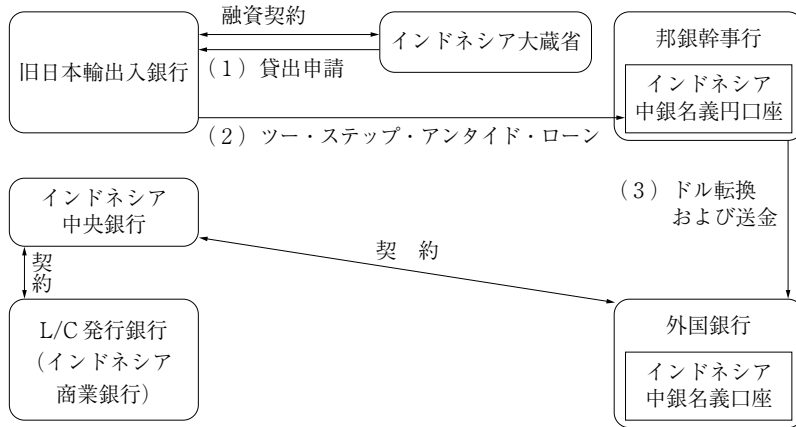 融資契約
旧日本輸出入銀行
インドネシア大蔵省
(1)貸出申請
邦銀幹事行
インドネシア
中銀名義円口座
(2)ツー・ステップ・アンタイド・ローン
(3)ドル転換
および送金
インドネシア
中央銀行
契約
契 約
L/C 発行銀行
(インドネシア
商業銀行)
外国銀行
インドネシア
中銀名義口座